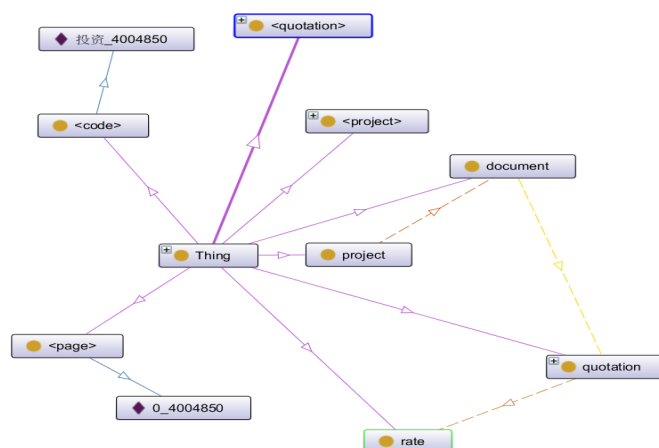 <quotation>
投资_4004850
<project>
<code>
document
Thing
project
<page>
quotation
0_4004850
rate